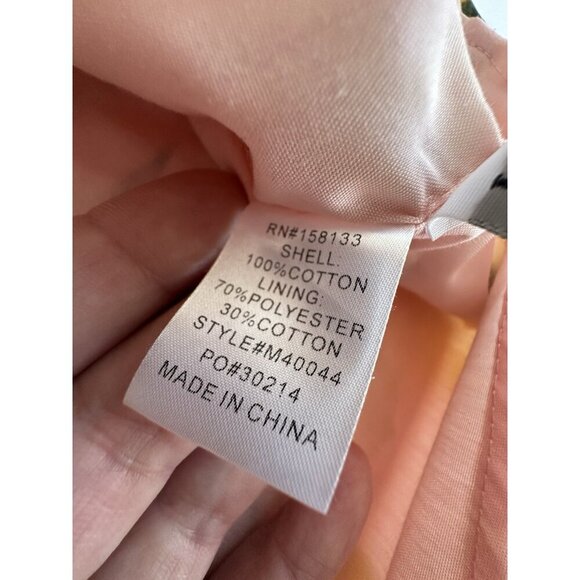 RN#158133
SHELL:
100%COTTON
LINING:
70%POLYESTER
30%COTTON
STYLE#M40044
PO#30214
MADE IN CHINA